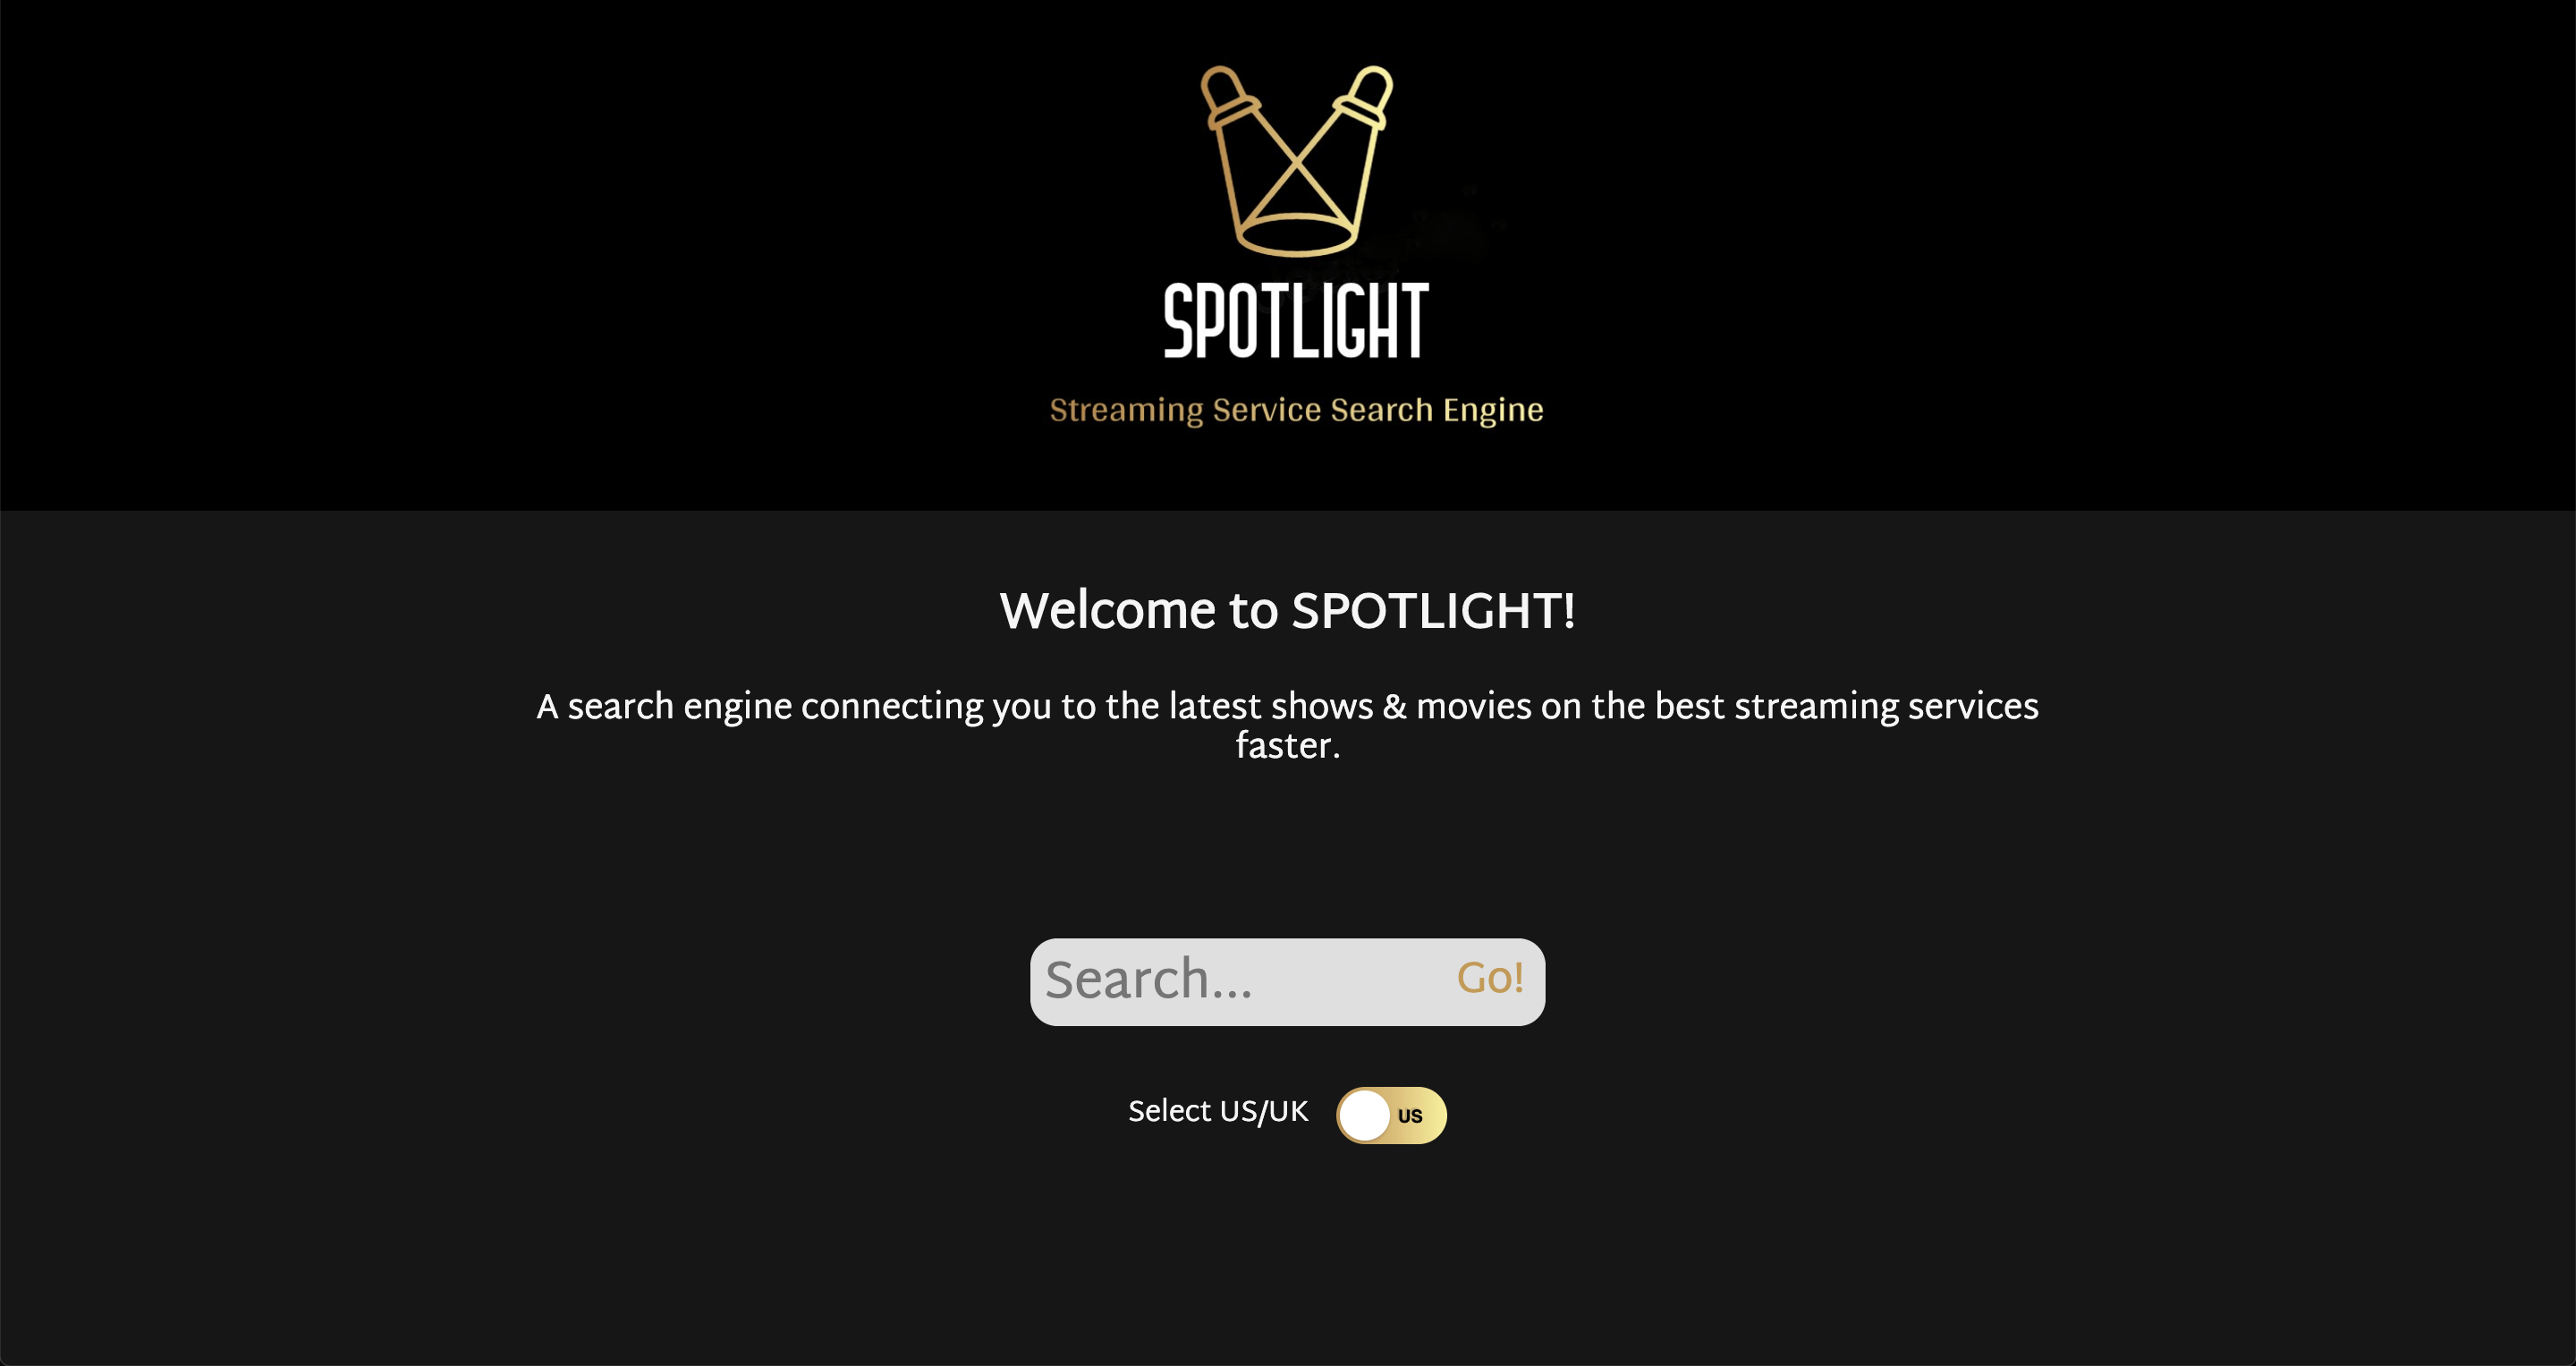 SPOTLIGHT
Streaming Service Search Engine
Welcome to SPOTLIGHT!
A search engine connecting you to the latest shows & movies on the best streaming services
faster.
Search...
Go!
Select US/UK
US